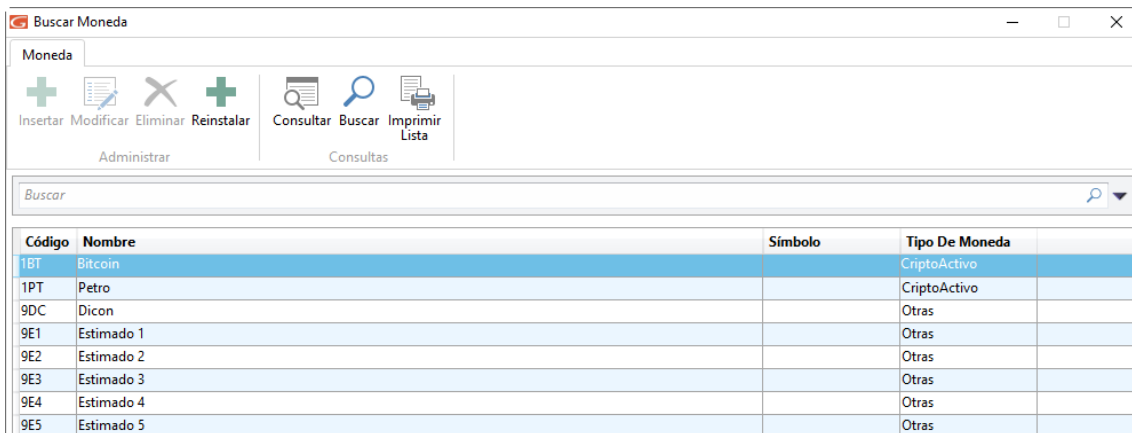 G Buscar Moneda
Moneda
Insertar Modificar Eliminar Reinstalar Consultar Buscar Imprimir
Lista
Administrar Consultas
Buscar
Código Nombre Símbolo Tipo De Moneda
1BT Bitcoin CriptoActivo
1PT Petro CriptoActivo
9DC Dicon Otras
9E1 Estimado 1 Otras
9E2 Estimado 2 Otras
9E3 Estimado 3 Otras
9E4 Estimado 4 Otras
9E5 Estimado 5 Otras